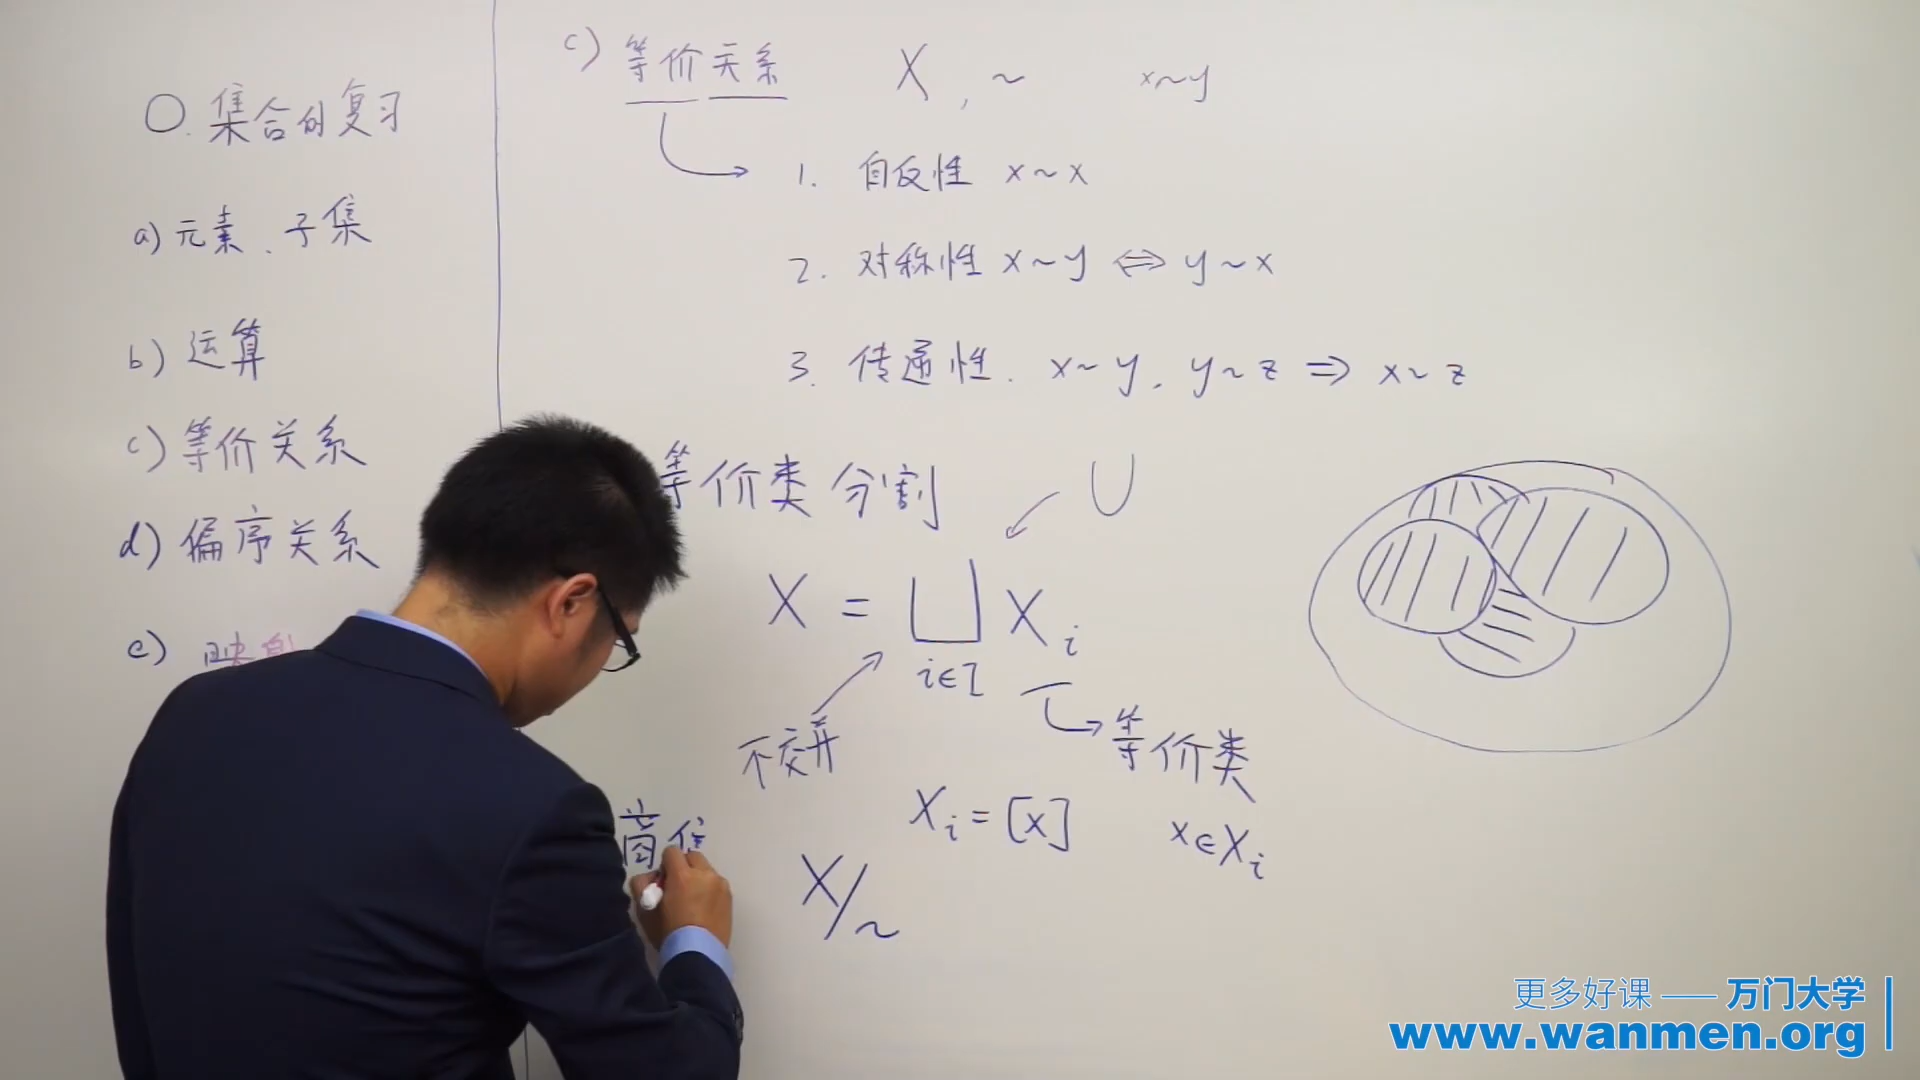 0. 集合的复习
a) 元素、子集
b) 运算
c) 等价关系
d) 偏序关系
e) 映射
c) 等价关系 X, ~ x~y
1. 自反性 x~x
2. 对称性 x~y ⇔ y~x
3. 传递性. x~y, y~z ⇒ x~z
等价类 分割 ∪
X = ⊔ X_i
i∈I
不交并
等价类
X_i = [x] x∈X_i
商集
X/~
更多好课 —— 万门大学
www.wanmen.org